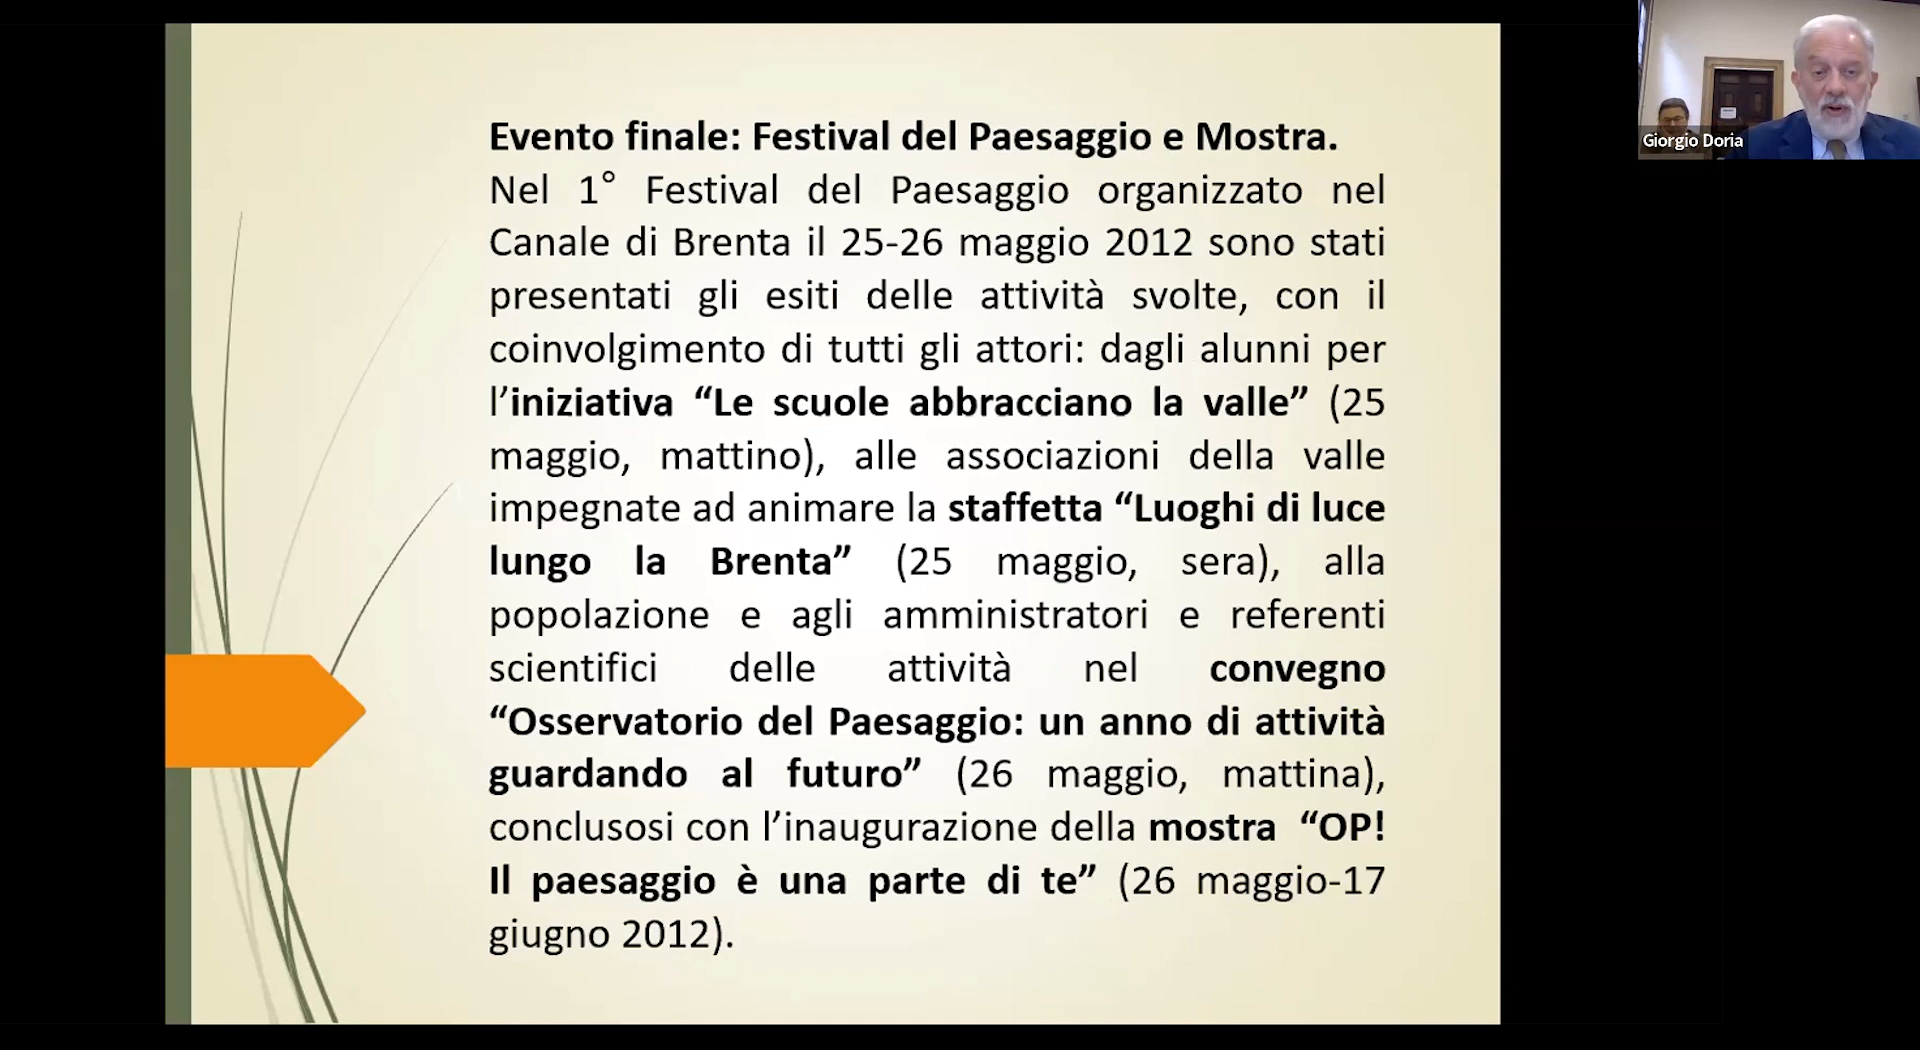 Evento finale: Festival del Paesaggio e Mostra.
Nel 1° Festival del Paesaggio organizzato nel
Canale di Brenta il 25-26 maggio 2012 sono stati
presentati gli esiti delle attività svolte, con il
coinvolgimento di tutti gli attori: dagli alunni per
l’iniziativa “Le scuole abbracciano la valle” (25
maggio, mattino), alle associazioni della valle
impegnate ad animare la staffetta “Luoghi di luce
lungo la Brenta” (25 maggio, sera), alla
popolazione e agli amministratori e referenti
scientifici delle attività nel convegno
“Osservatorio del Paesaggio: un anno di attività
guardando al futuro” (26 maggio, mattina),
conclusosi con l’inaugurazione della mostra “OP!
Il paesaggio è una parte di te” (26 maggio-17
giugno 2012).
Giorgio Doria